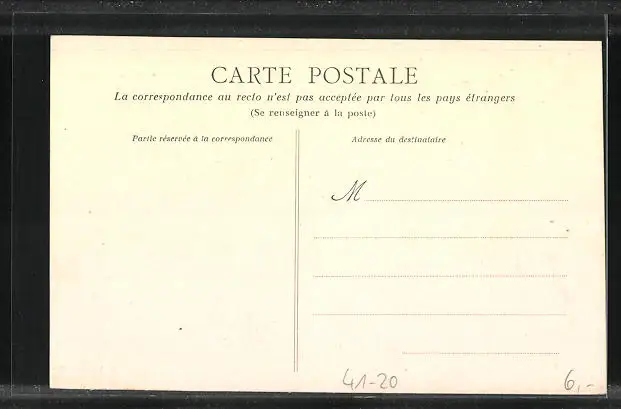 CARTE POSTALE
La correspondance au recto n'est pas acceptée par tous les pays étrangers
(Se renseigner à la poste)
Partie réservée à la correspondance
Adresse du destinataire
M
41-20
6,-